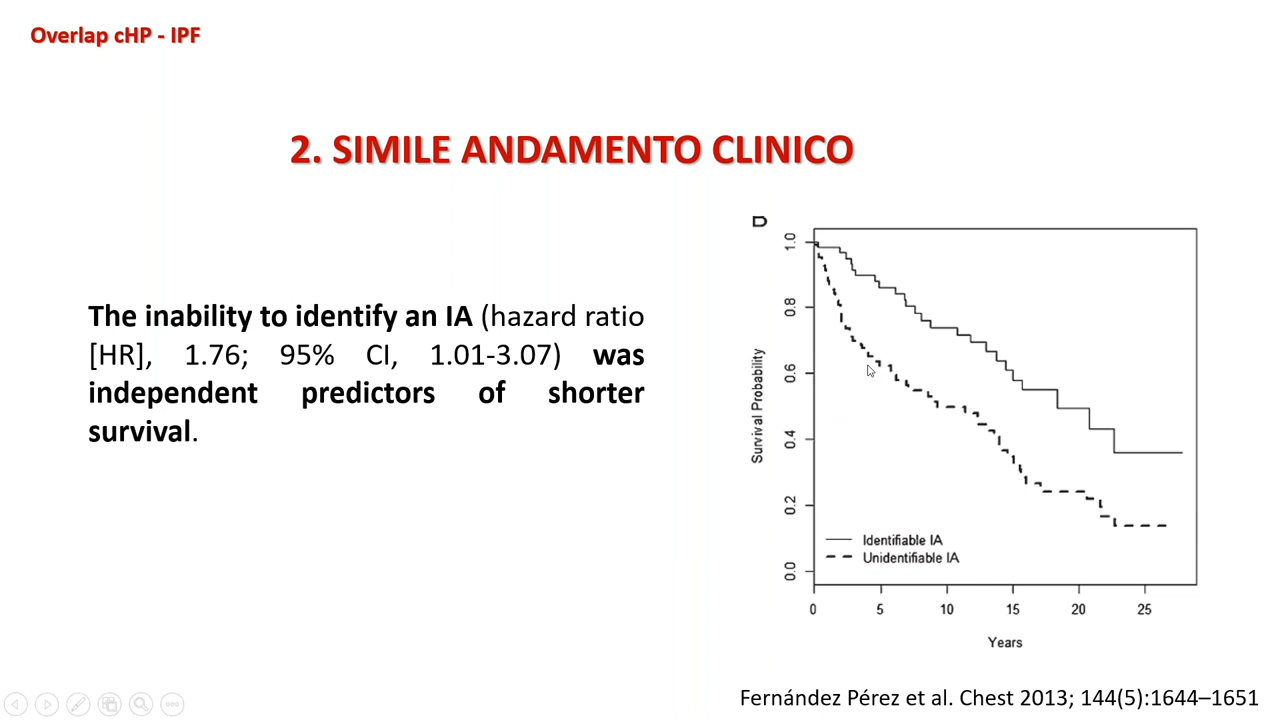 Overlap cHP - IPF
2. SIMILE ANDAMENTO CLINICO
The inability to identify an IA (hazard ratio
[HR], 1.76; 95% CI, 1.01-3.07) was
independent predictors of shorter
survival.
D
Survival Probability
1.0
0.8
0.6
0.4
0.2
0.0
Identifiable IA
Unidentifiable IA
0 5 10 15 20 25
Years
Fernández Pérez et al. Chest 2013; 144(5):1644–1651